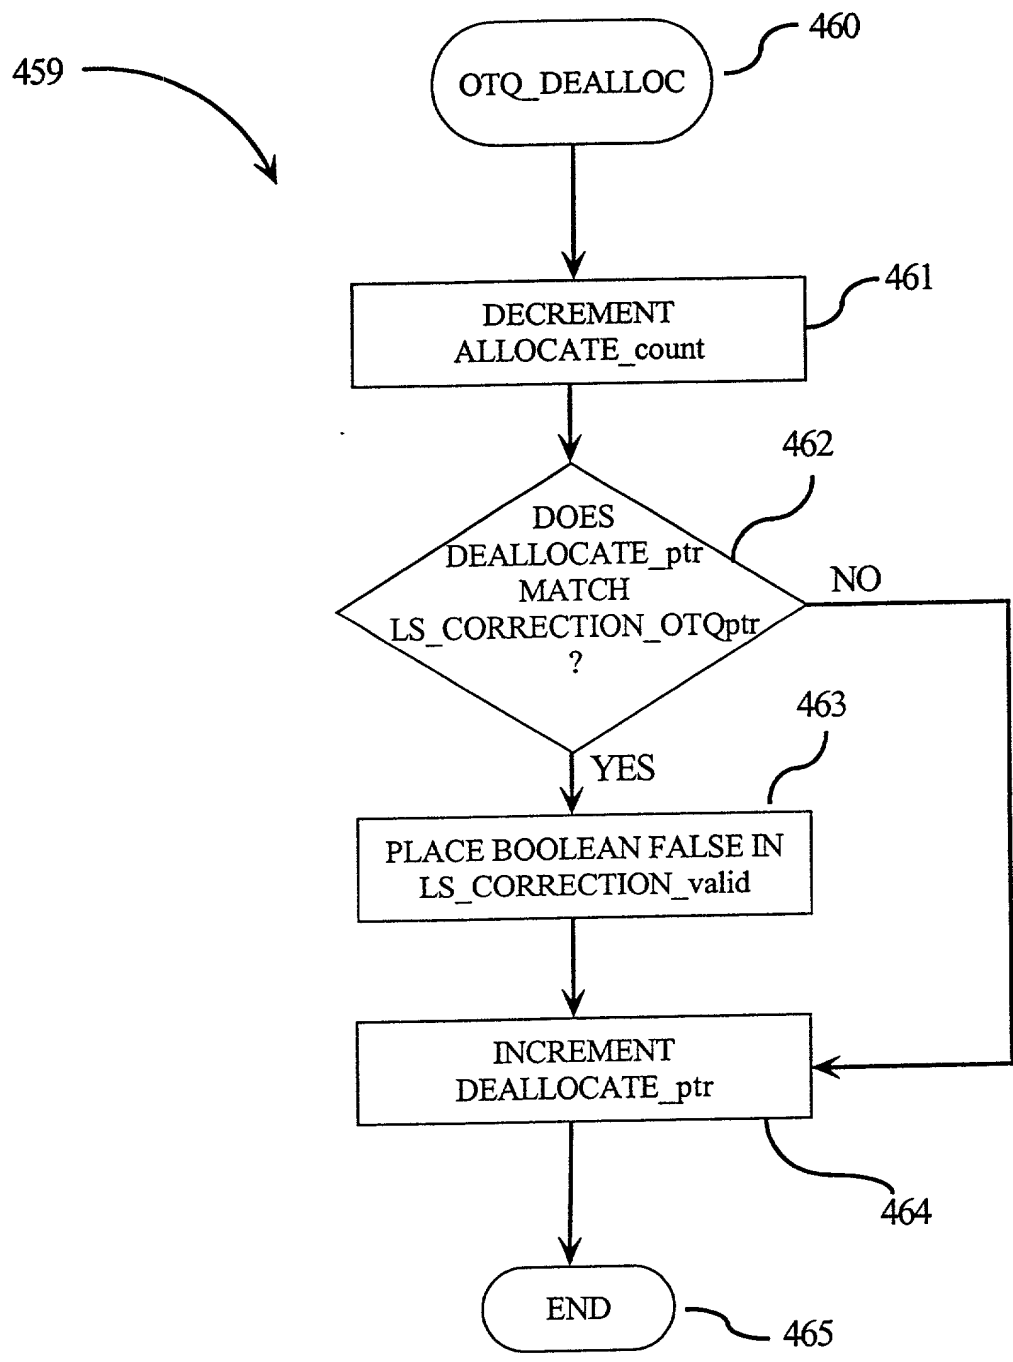 460
459
OTQ_DEALLOC
461
DECREMENT
ALLOCATE_count
462
DOES
DEALLOCATE_ptr
MATCH
LS_CORRECTION_OTQptr
?
NO
463
YES
PLACE BOOLEAN FALSE IN
LS_CORRECTION_valid
INCREMENT
DEALLOCATE_ptr
464
END
465